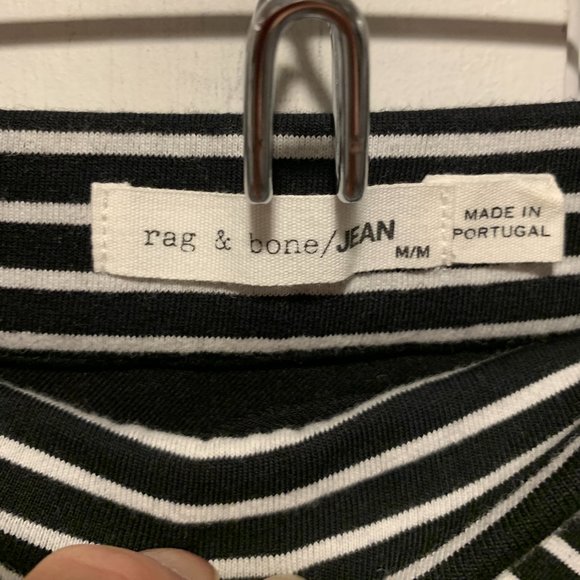 rag & bone/JEAN
M/M
MADE IN
PORTUGAL